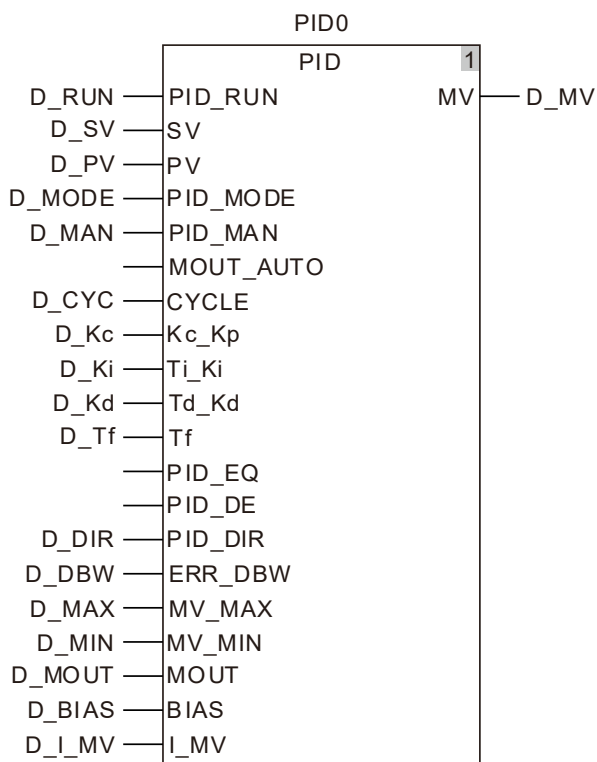 PID0
PID 1
D_RUN PID_RUN MV D_MV
D_SV SV
D_PV PV
D_MODE PID_MODE
D_MAN PID_MAN
MOUT_AUTO
D_CYC CYCLE
D_Kc Kc_Kp
D_Ki Ti_Ki
D_Kd Td_Kd
D_Tf Tf
PID_EQ
PID_DE
D_DIR PID_DIR
D_DBW ERR_DBW
D_MAX MV_MAX
D_MIN MV_MIN
D_MOUT MOUT
D_BIAS BIAS
D_I_MV I_MV